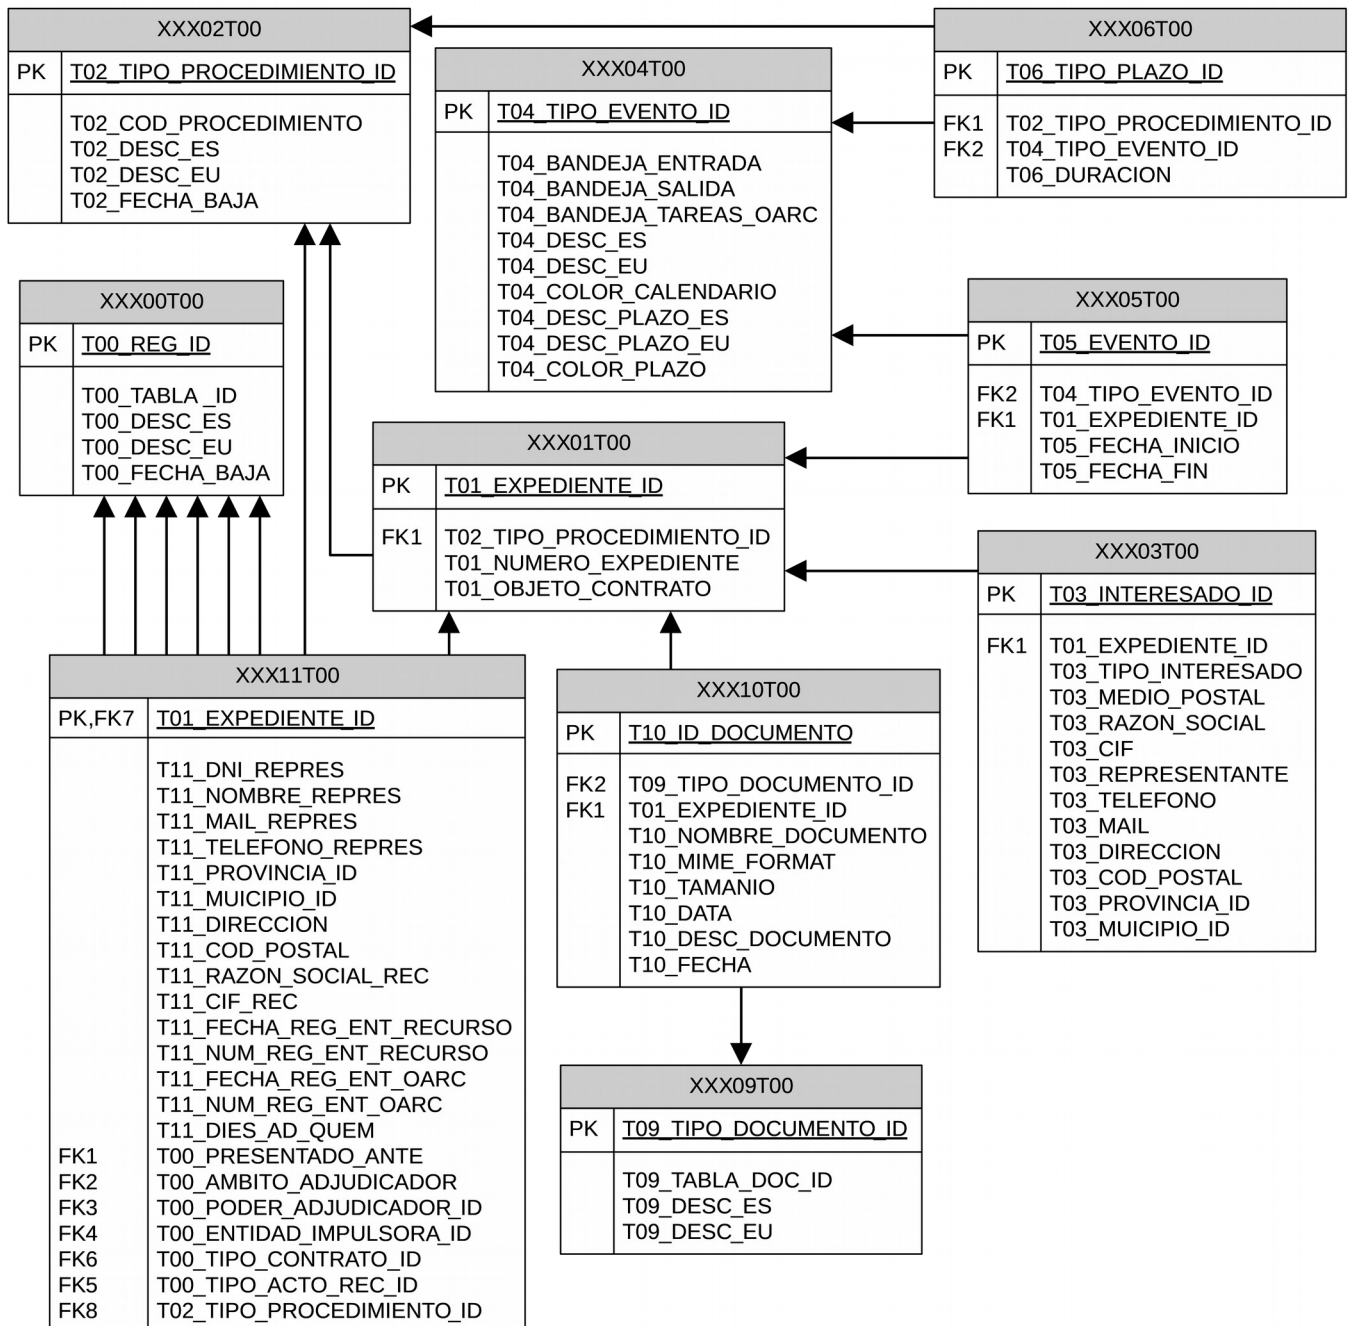 XXX02T00
PK T02_TIPO_PROCEDIMIENTO_ID
T02_COD_PROCEDIMIENTO
T02_DESC_ES
T02_DESC_EU
T02_FECHA_BAJA
XXX04T00
PK T04_TIPO_EVENTO_ID
T04_BANDEJA_ENTRADA
T04_BANDEJA_SALIDA
T04_BANDEJA_TAREAS_OARC
T04_DESC_ES
T04_DESC_EU
T04_COLOR_CALENDARIO
T04_DESC_PLAZO_ES
T04_DESC_PLAZO_EU
T04_COLOR_PLAZO
XXX06T00
PK T06_TIPO_PLAZO_ID
FK1 T02_TIPO_PROCEDIMIENTO_ID
FK2 T04_TIPO_EVENTO_ID
T06_DURACION
XXX00T00
PK T00_REG_ID
T00_TABLA _ID
T00_DESC_ES
T00_DESC_EU
T00_FECHA_BAJA
XXX05T00
PK T05_EVENTO_ID
FK2 T04_TIPO_EVENTO_ID
FK1 T01_EXPEDIENTE_ID
T05_FECHA_INICIO
T05_FECHA_FIN
XXX01T00
PK T01_EXPEDIENTE_ID
FK1 T02_TIPO_PROCEDIMIENTO_ID
T01_NUMERO_EXPEDIENTE
T01_OBJETO_CONTRATO
XXX03T00
PK T03_INTERESADO_ID
FK1 T01_EXPEDIENTE_ID
T03_TIPO_INTERESADO
T03_MEDIO_POSTAL
T03_RAZON_SOCIAL
T03_CIF
T03_REPRESENTANTE
T03_TELEFONO
T03_MAIL
T03_DIRECCION
T03_COD_POSTAL
T03_PROVINCIA_ID
T03_MUICIPIO_ID
XXX11T00
PK,FK7 T01_EXPEDIENTE_ID
T11_DNI_REPRES
T11_NOMBRE_REPRES
T11_MAIL_REPRES
T11_TELEFONO_REPRES
T11_PROVINCIA_ID
T11_MUICIPIO_ID
T11_DIRECCION
T11_COD_POSTAL
T11_RAZON_SOCIAL_REC
T11_CIF_REC
T11_FECHA_REG_ENT_RECURSO
T11_NUM_REG_ENT_RECURSO
T11_FECHA_REG_ENT_OARC
T11_NUM_REG_ENT_OARC
T11_DIES_AD_QUEM
FK1 T00_PRESENTADO_ANTE
FK2 T00_AMBITO_ADJUDICADOR
FK3 T00_PODER_ADJUDICADOR_ID
FK4 T00_ENTIDAD_IMPULSORA_ID
FK6 T00_TIPO_CONTRATO_ID
FK5 T00_TIPO_ACTO_REC_ID
FK8 T02_TIPO_PROCEDIMIENTO_ID
XXX10T00
PK T10_ID_DOCUMENTO
FK2 T09_TIPO_DOCUMENTO_ID
FK1 T01_EXPEDIENTE_ID
T10_NOMBRE_DOCUMENTO
T10_MIME_FORMAT
T10_TAMANIO
T10_DATA
T10_DESC_DOCUMENTO
T10_FECHA
XXX09T00
PK T09_TIPO_DOCUMENTO_ID
T09_TABLA_DOC_ID
T09_DESC_ES
T09_DESC_EU